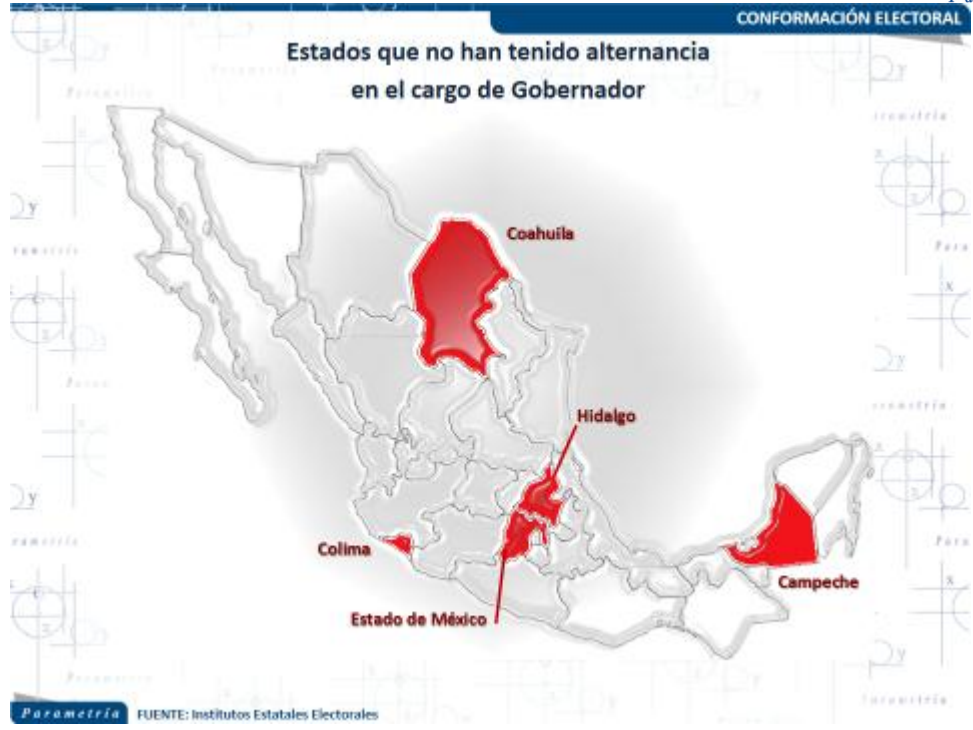 CONFORMACIÓN ELECTORAL
Estados que no han tenido alternancia
en el cargo de Gobernador
Coahuila
Hidalgo
Colima
Campeche
Estado de México
Parametría FUENTE: Institutos Estatales Electorales